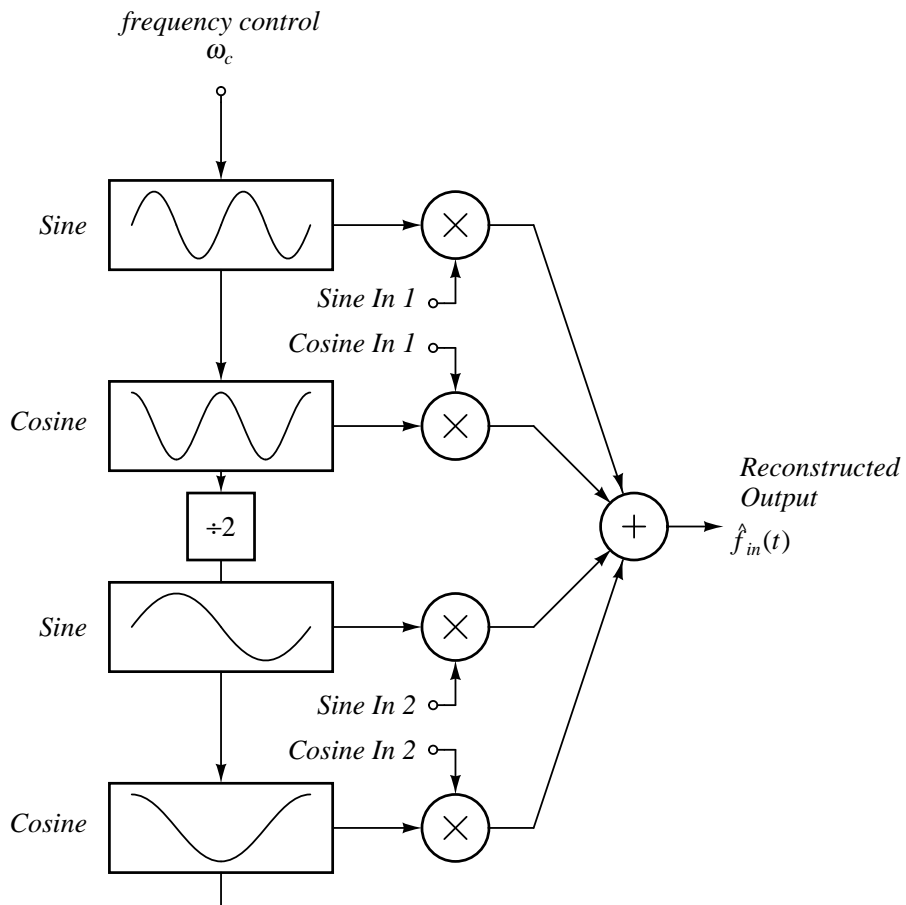 frequency control
ω_c
Sine
Sine In 1
Cosine In 1
Cosine
Reconstructed
Output
f̂_in(t)
÷2
Sine
Sine In 2
Cosine In 2
Cosine